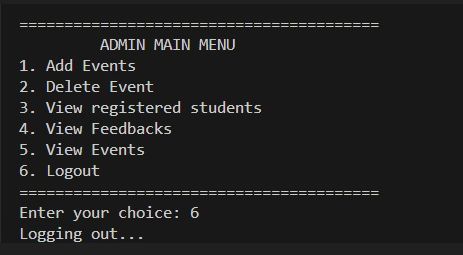 ========================================
         ADMIN MAIN MENU
1. Add Events
2. Delete Event
3. View registered students
4. View Feedbacks
5. View Events
6. Logout
========================================
Enter your choice: 6
Logging out...